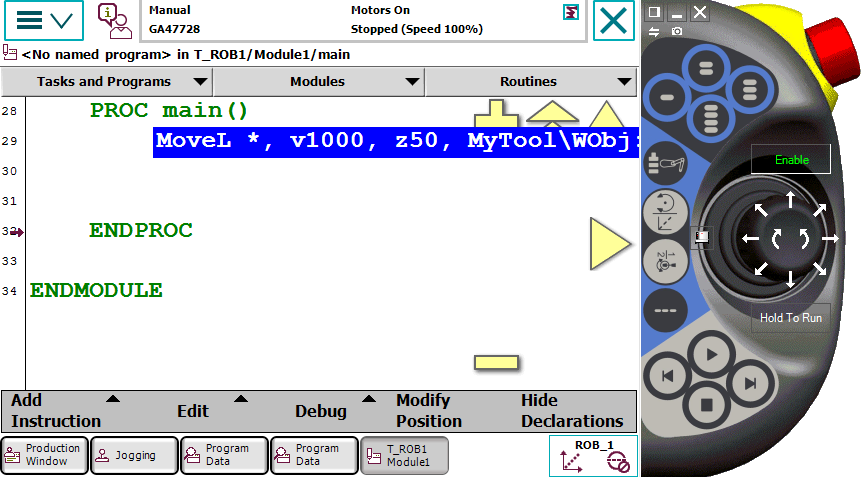 Manual
GA47728
Motors On
Stopped (Speed 100%)
<No named program> in T_ROB1/Module1/main
Tasks and Programs
Modules
Routines
28 PROC main()
29 MoveL *, v1000, z50, MyTool\WObj:
30
31
32 ENDPROC
33
34 ENDMODULE
Add Instruction
Edit
Debug
Modify Position
Hide Declarations
Production Window
Jogging
Program Data
Program Data
T_ROB1 Module1
ROB_1
Enable
Hold To Run